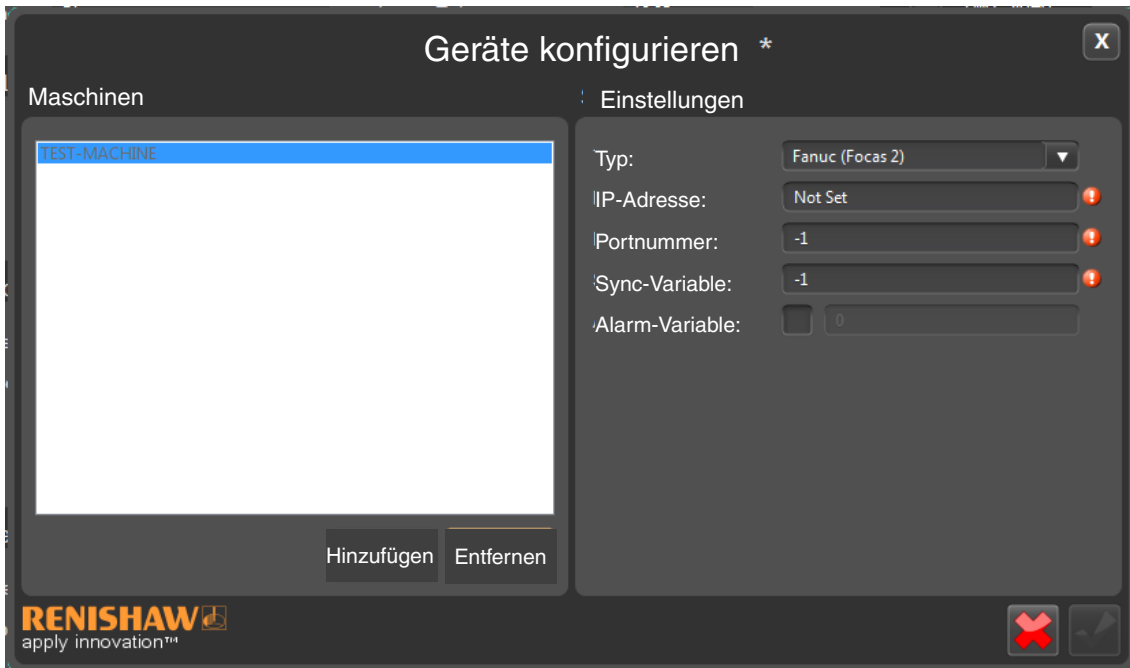 Geräte konfigurieren *
X
Maschinen
Einstellungen
TEST-MACHINE
Typ: Fanuc (Focas 2)
IP-Adresse: Not Set
Portnummer: -1
Sync-Variable: -1
Alarm-Variable: 0
Hinzufügen Entfernen
RENISHAW
apply innovation™